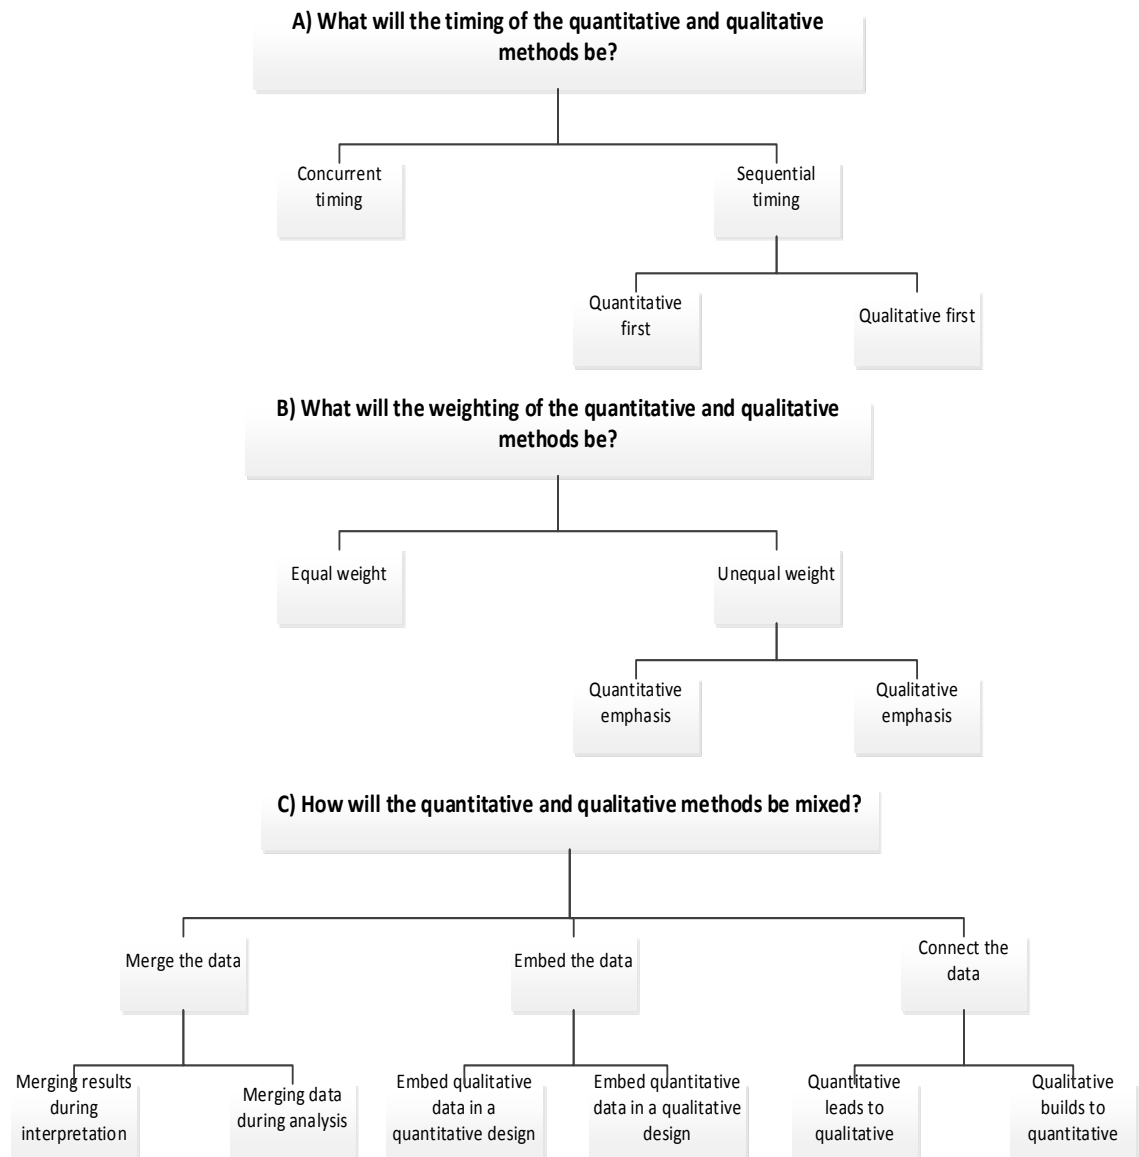 A) What will the timing of the quantitative and qualitative
methods be?
Concurrent
timing
Sequential
timing
Quantitative
first
Qualitative first
B) What will the weighting of the quantitative and qualitative
methods be?
Equal weight
Unequal weight
Quantitative
emphasis
Qualitative
emphasis
C) How will the quantitative and qualitative methods be mixed?
Merge the data
Embed the data
Connect the
data
Merging results
during
interpretation
Merging data
during analysis
Embed qualitative
data in a
quantitative design
Embed quantitative
data in a qualitative
design
Quantitative
leads to
qualitative
Qualitative
builds to
quantitative